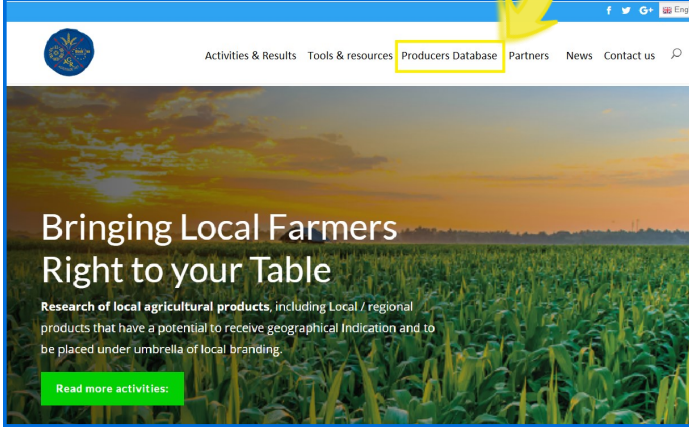 f G+ Eng
Activities & Results Tools & resources Producers Database Partners News Contact us
Bringing Local Farmers
Right to your Table
Research of local agricultural products, including Local / regional
products that have a potential to receive geographical Indication and to
be placed under umbrella of local branding.
Read more activities: